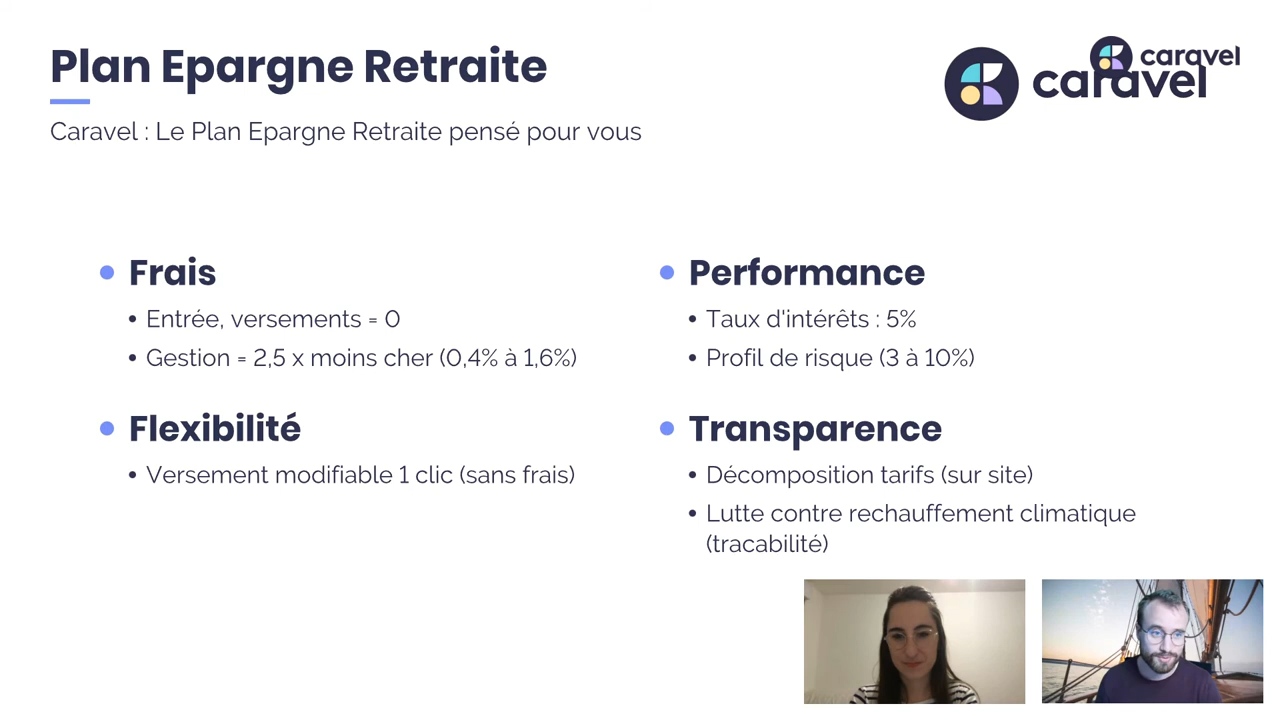 Plan Epargne Retraite
caravel
caravel
Caravel : Le Plan Epargne Retraite pensé pour vous
Frais
Entrée, versements = 0
Gestion = 2,5 x moins cher (0,4% à 1,6%)
Flexibilité
Versement modifiable 1 clic (sans frais)
Performance
Taux d'intérêts : 5%
Profil de risque (3 à 10%)
Transparence
Décomposition tarifs (sur site)
Lutte contre rechauffement climatique
(tracabilité)